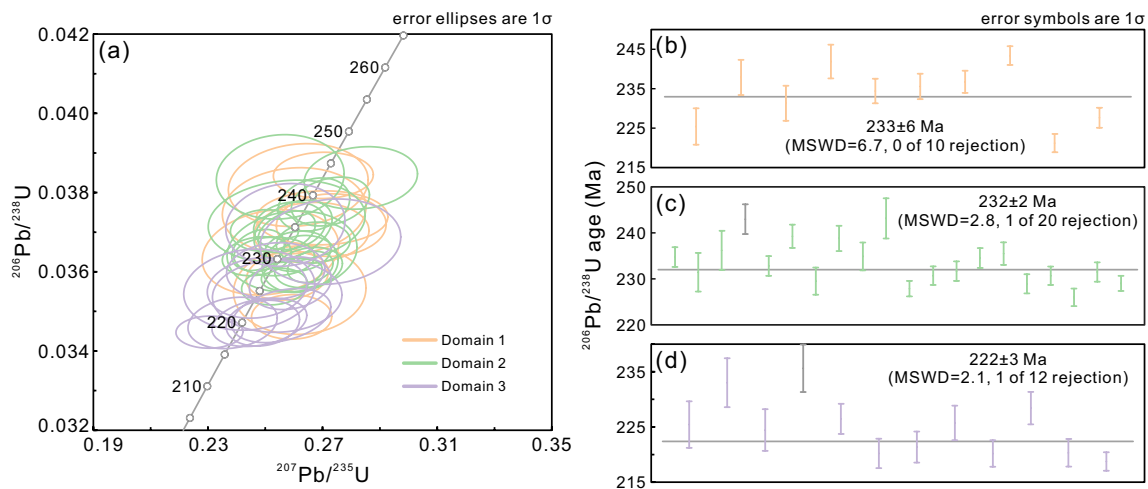 error ellipses are 1σ
(a)
0.042
0.040
0.038
0.036
0.034
0.032
²⁰⁶Pb/²³⁸U
260
250
240
230
220
210
Domain 1
Domain 2
Domain 3
0.19
0.23
0.27
0.31
0.35
²⁰⁷Pb/²³⁵U
error symbols are 1σ
²⁰⁶Pb/²³⁸U age (Ma)
(b)
245
235
225
215
233±6 Ma
(MSWD=6.7, 0 of 10 rejection)
(c)
250
240
230
220
232±2 Ma
(MSWD=2.8, 1 of 20 rejection)
(d)
235
225
215
222±3 Ma
(MSWD=2.1, 1 of 12 rejection)